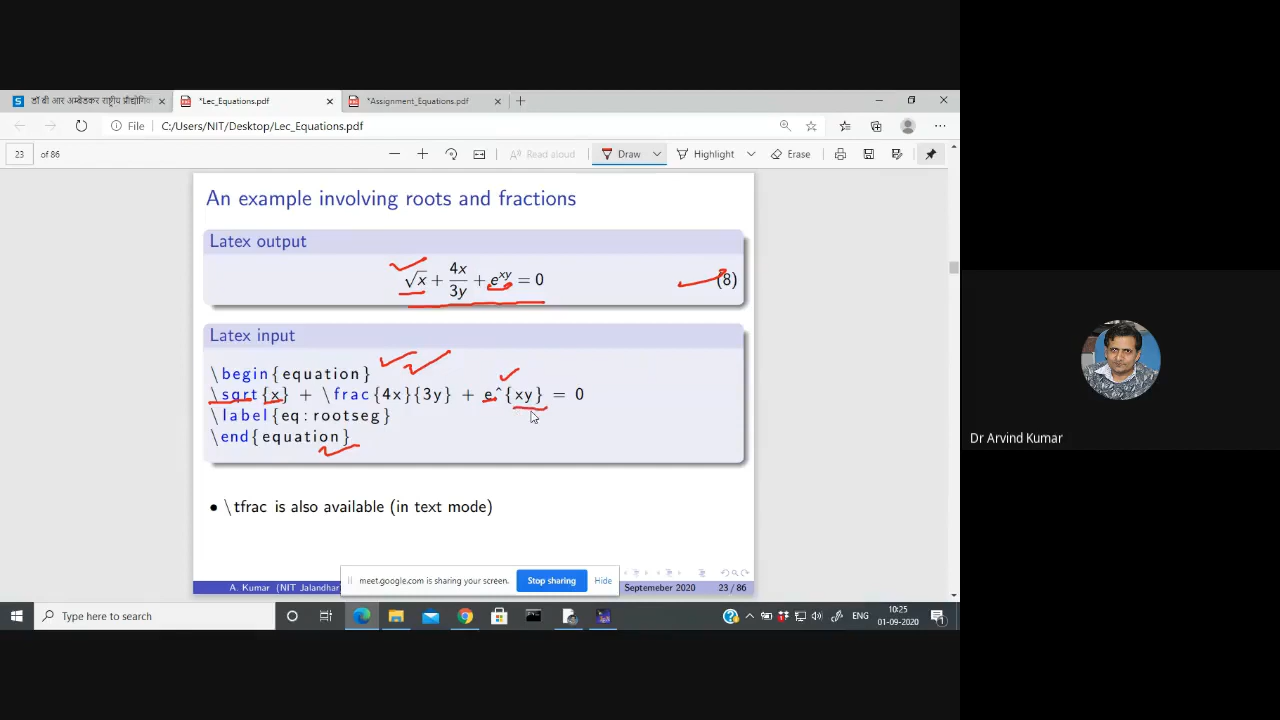 डॉ बी आर अम्बेडकर राष्ट्रीय प्रौद्योगिक
*Lec_Equations.pdf
*Assignment_Equations.pdf
File
C:/Users/NIT/Desktop/Lec_Equations.pdf
23 of 86
Read aloud
Draw
Highlight
Erase
An example involving roots and fractions
Latex output
√x + 4x/3y + e^xy = 0 (8)
Latex input
\begin{equation}
\sqrt{x} + \frac{4x}{3y} + e^{xy} = 0
\label{eq:rootseg}
\end{equation}
• \tfrac is also available (in text mode)
meet.google.com is sharing your screen.
Stop sharing
Hide
A. Kumar (NIT Jalandhar)
Septemeber 2020
23 / 86
Type here to search
ENG
10:25
01-09-2020
1
Dr Arvind Kumar